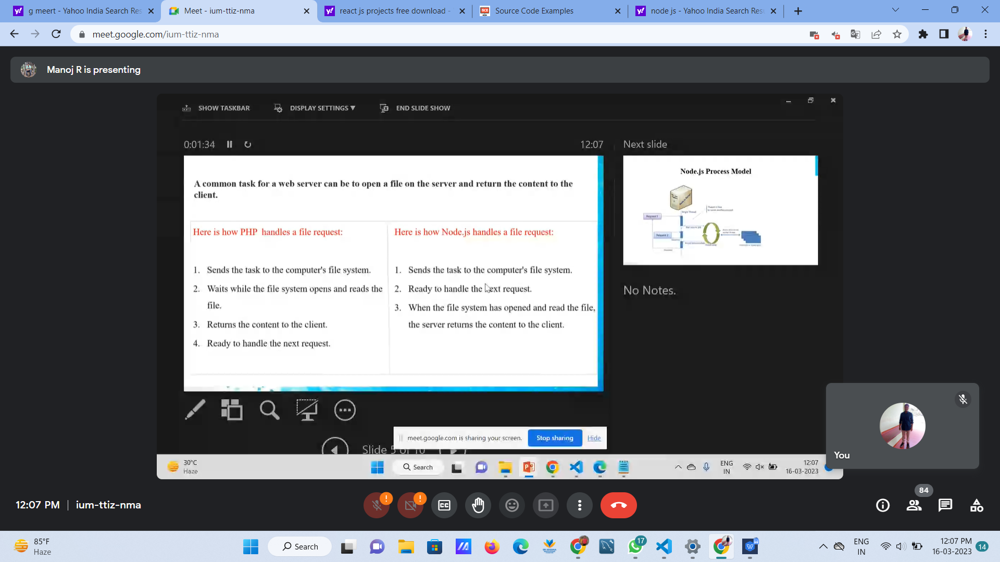 g meert - Yahoo India Search Res
Meet - ium-ttiz-nma
react js projects free download -
Source Code Examples
node js - Yahoo India Search Res
meet.google.com/ium-ttiz-nma
Manoj R is presenting
SHOW TASKBAR
DISPLAY SETTINGS ▼
END SLIDE SHOW
0:01:34
12:07
Next slide
A common task for a web server can be to open a file on the server and return the content to the
client.
Here is how PHP handles a file request:
1. Sends the task to the computer's file system.
2. Waits while the file system opens and reads the
file.
3. Returns the content to the client.
4. Ready to handle the next request.
Here is how Node.js handles a file request:
1. Sends the task to the computer's file system.
2. Ready to handle the next request.
3. When the file system has opened and read the file,
the server returns the content to the client.
Node.js Process Model
Request 1
Request 2
No Notes.
meet.google.com is sharing your screen.
Stop sharing
Hide
Slide 5 of 10
You
30°C
Haze
Search
ENG
IN
12:07
16-03-2023
12:07 PM
ium-ttiz-nma
84
85°F
Haze
Search
17
ENG
IN
12:07 PM
16-03-2023
14